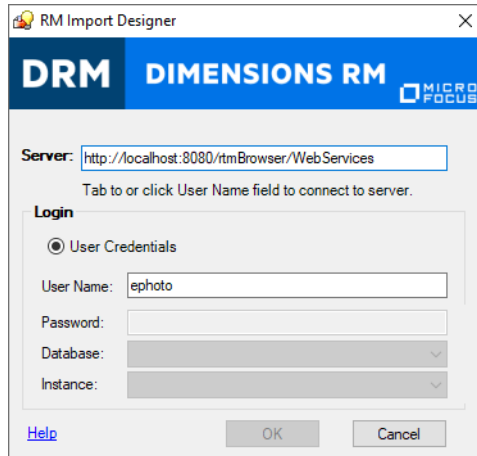 RM Import Designer
DRM DIMENSIONS RM MICRO FOCUS
Server: http://localhost:8080/rtmBrowser/WebServices
Tab to or click User Name field to connect to server.
Login
User Credentials
User Name: ephoto
Password:
Database:
Instance:
Help OK Cancel